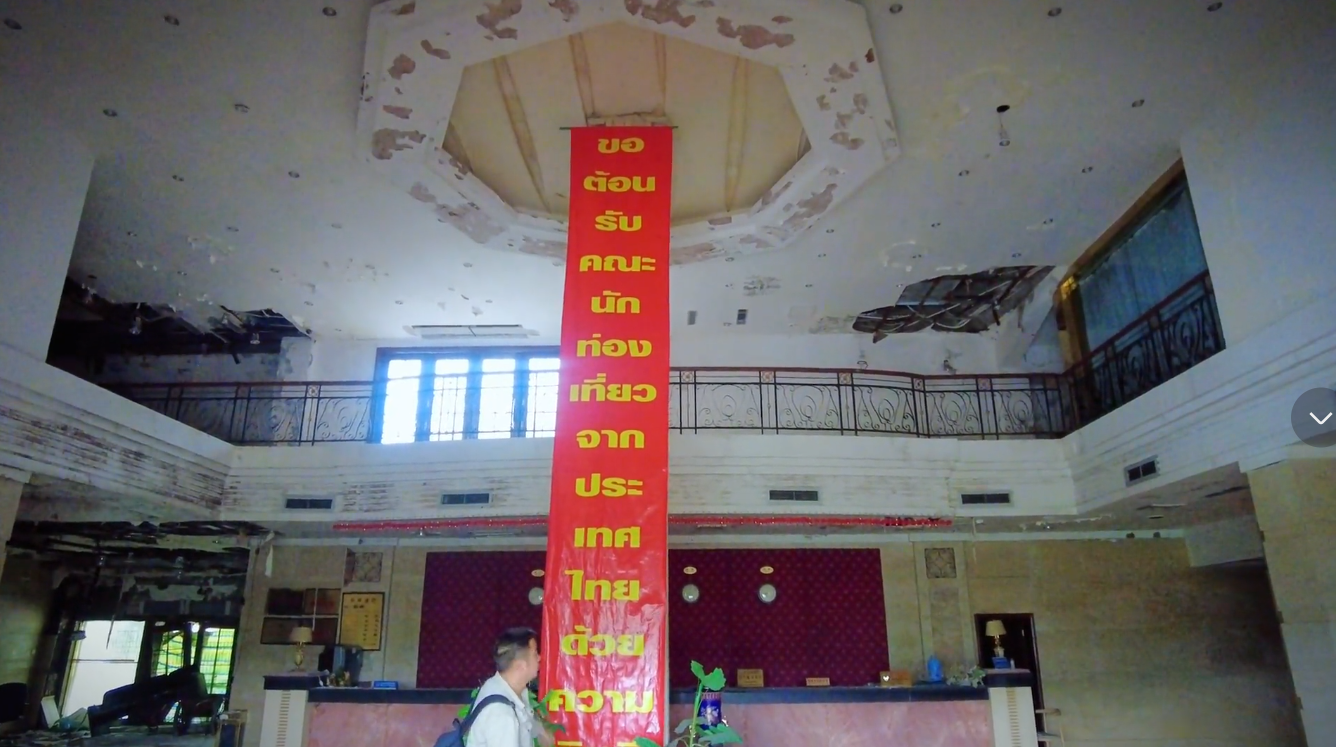 ขอ
ต้อน
รับ
คณะ
นัก
ท่อง
เที่ยว
จาก
ประ
เทศ
ไทย
ด้วย
ความ